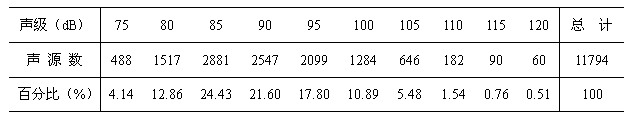 声级（dB） 75 80 85 90 95 100 105 110 115 120 总 计
声 源 数 488 1517 2881 2547 2099 1284 646 182 90 60 11794
百分比（%） 4.14 12.86 24.43 21.60 17.80 10.89 5.48 1.54 0.76 0.51 100